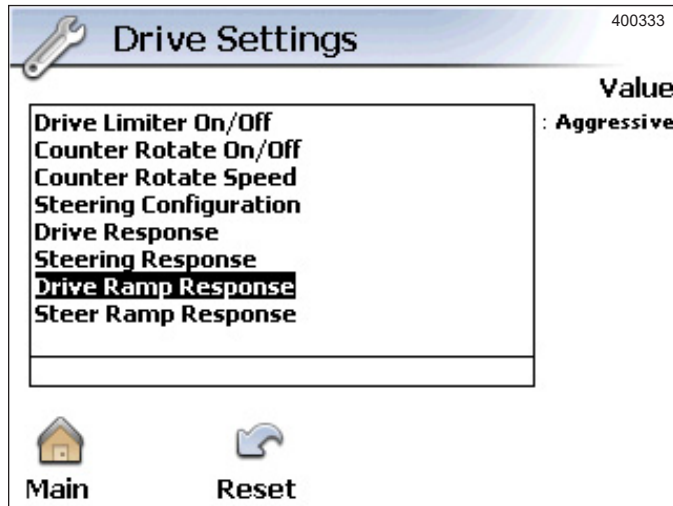 400333
Drive Settings
Value
Drive Limiter On/Off
: Aggressive
Counter Rotate On/Off
Counter Rotate Speed
Steering Configuration
Drive Response
Steering Response
Drive Ramp Response
Steer Ramp Response
Main
Reset